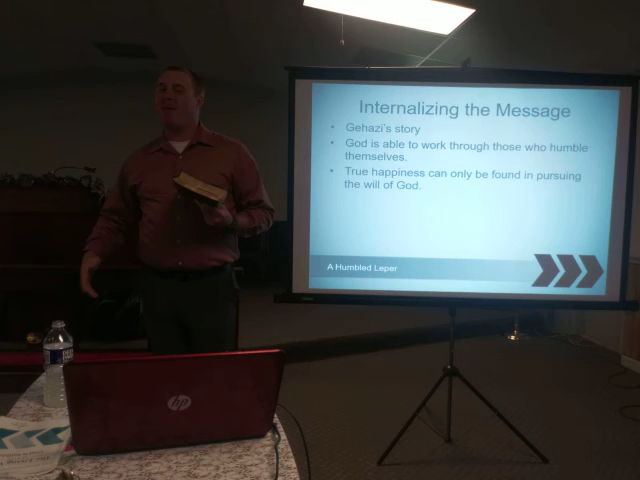 Internalizing the Message
• Gehazi's story
• God is able to work through those who humble
themselves.
• True happiness can only be found in pursuing
the will of God.
A Humbled Leper
hp